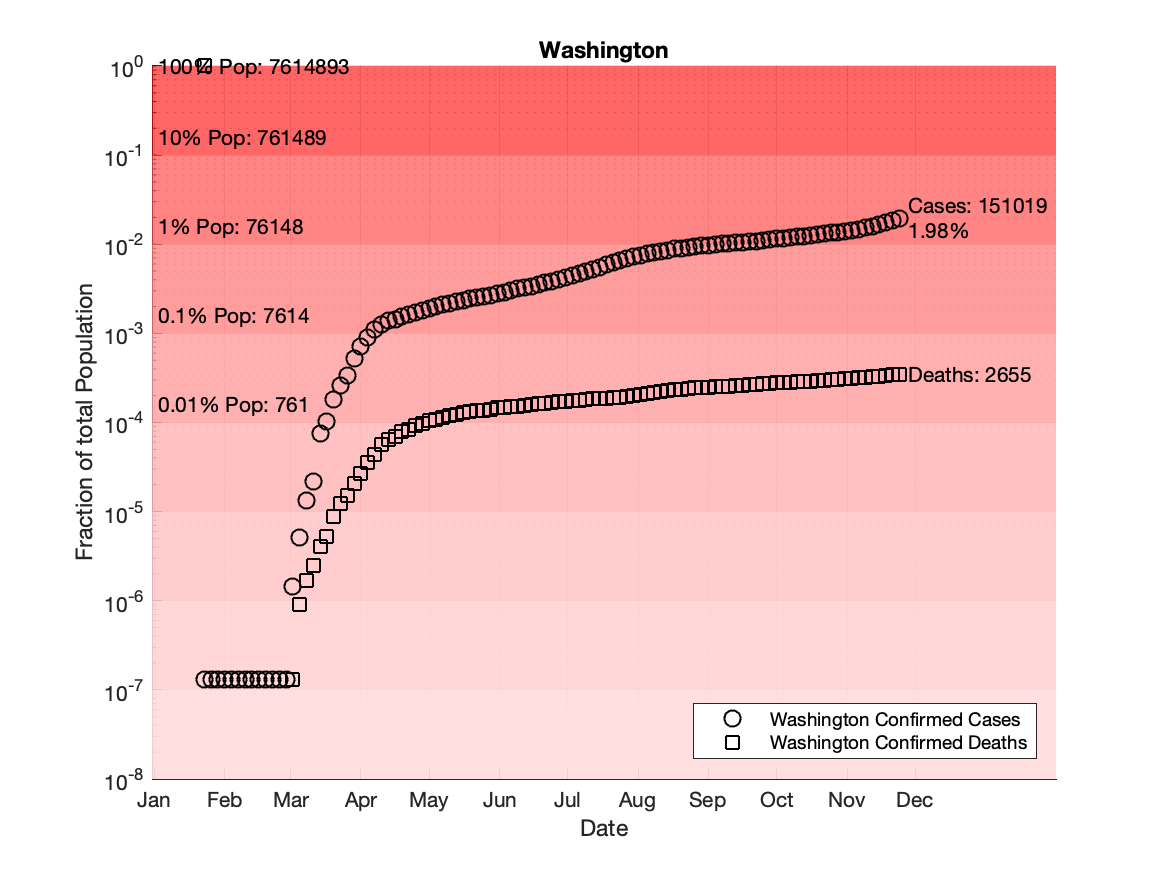 Washington
10^0
100% Pop: 7614893
10% Pop: 761489
10^-1
Cases: 151019
1% Pop: 76148
1.98%
10^-2
0.1% Pop: 7614
10^-3
Deaths: 2655
0.01% Pop: 761
10^-4
10^-5
10^-6
10^-7
10^-8
Fraction of total Population
Washington Confirmed Cases
Washington Confirmed Deaths
Jan Feb Mar Apr May Jun Jul Aug Sep Oct Nov Dec
Date